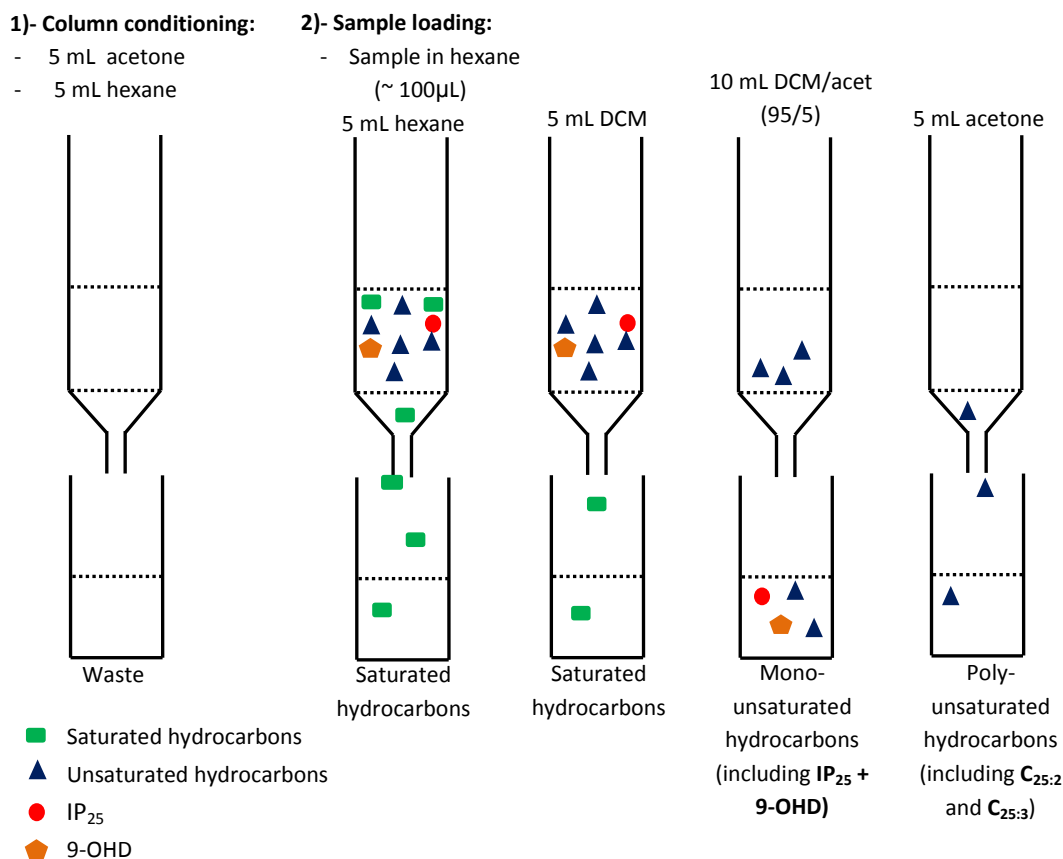 1)- Column conditioning:
- 5 mL acetone
- 5 mL hexane
2)- Sample loading:
- Sample in hexane
(~ 100µL)
5 mL hexane
5 mL DCM
10 mL DCM/acet
(95/5)
5 mL acetone
Waste
Saturated
hydrocarbons
Saturated
hydrocarbons
Mono-
unsaturated
hydrocarbons
(including IP25 +
9-OHD)
Poly-
unsaturated
hydrocarbons
(including C25:2
and C25:3)
Saturated hydrocarbons
Unsaturated hydrocarbons
IP25
9-OHD